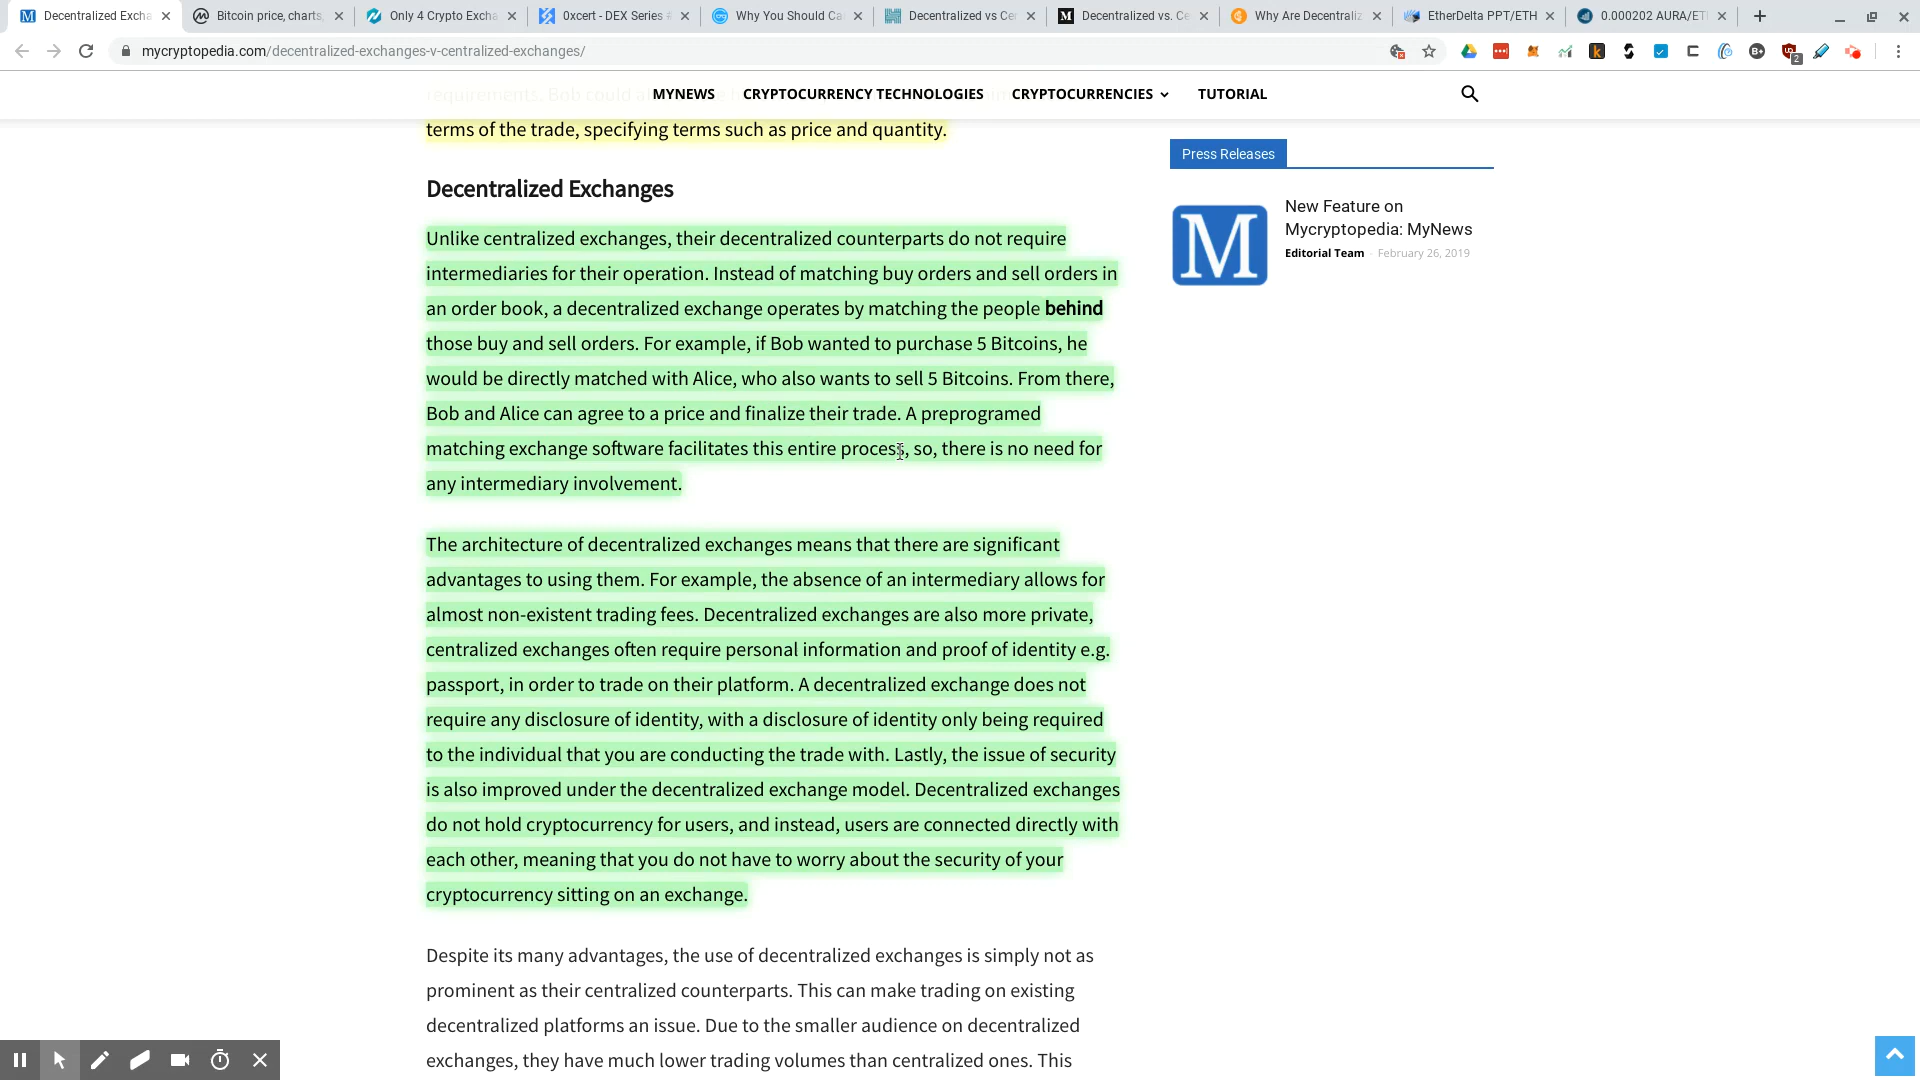 Decentralized Excha
Bitcoin price, charts,
Only 4 Crypto Excha
0xcert - DEX Series #
Why You Should Ca
Decentralized vs Cen
Decentralized vs. Ce
Why Are Decentraliz
EtherDelta PPT/ETH
0.000202 AURA/ET
mycryptopedia.com/decentralized-exchanges-v-centralized-exchanges/
MYNEWS
CRYPTOCURRENCY TECHNOLOGIES
CRYPTOCURRENCIES
TUTORIAL
requirements. Bob could a
terms of the trade, specifying terms such as price and quantity.
Decentralized Exchanges
Unlike centralized exchanges, their decentralized counterparts do not require
intermediaries for their operation. Instead of matching buy orders and sell orders in
an order book, a decentralized exchange operates by matching the people behind
those buy and sell orders. For example, if Bob wanted to purchase 5 Bitcoins, he
would be directly matched with Alice, who also wants to sell 5 Bitcoins. From there,
Bob and Alice can agree to a price and finalize their trade. A preprogramed
matching exchange software facilitates this entire process, so, there is no need for
any intermediary involvement.
The architecture of decentralized exchanges means that there are significant
advantages to using them. For example, the absence of an intermediary allows for
almost non-existent trading fees. Decentralized exchanges are also more private,
centralized exchanges often require personal information and proof of identity e.g.
passport, in order to trade on their platform. A decentralized exchange does not
require any disclosure of identity, with a disclosure of identity only being required
to the individual that you are conducting the trade with. Lastly, the issue of security
is also improved under the decentralized exchange model. Decentralized exchanges
do not hold cryptocurrency for users, and instead, users are connected directly with
each other, meaning that you do not have to worry about the security of your
cryptocurrency sitting on an exchange.
Despite its many advantages, the use of decentralized exchanges is simply not as
prominent as their centralized counterparts. This can make trading on existing
decentralized platforms an issue. Due to the smaller audience on decentralized
exchanges, they have much lower trading volumes than centralized ones. This
Press Releases
M
New Feature on
Mycryptopedia: MyNews
Editorial Team - February 26, 2019